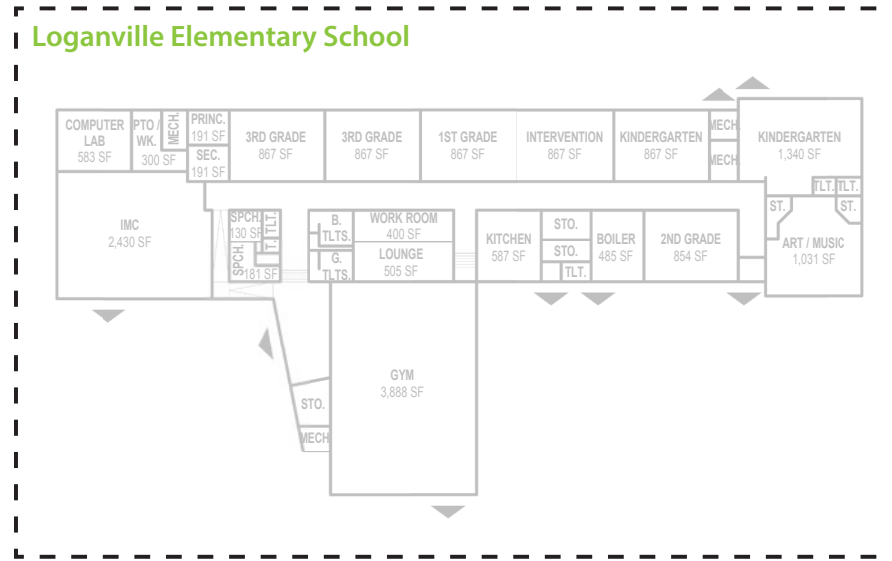 Loganville Elementary School
COMPUTER
LAB
583 SF
PTO /
WK.
300 SF
MECH.
PRINC.
191 SF
SEC.
191 SF
3RD GRADE
867 SF
3RD GRADE
867 SF
1ST GRADE
867 SF
INTERVENTION
867 SF
KINDERGARTEN
867 SF
MECH
MECH
KINDERGARTEN
1,340 SF
TLT.
TLT.
ST.
ST.
IMC
2,430 SF
SPCH.
130 SF
TLT.
T.
SPCH.
181 SF
B.
TLTS.
G.
TLTS.
WORK ROOM
400 SF
LOUNGE
505 SF
KITCHEN
587 SF
STO.
STO.
TLT.
BOILER
485 SF
2ND GRADE
854 SF
ART / MUSIC
1,031 SF
GYM
3,888 SF
STO.
MECH